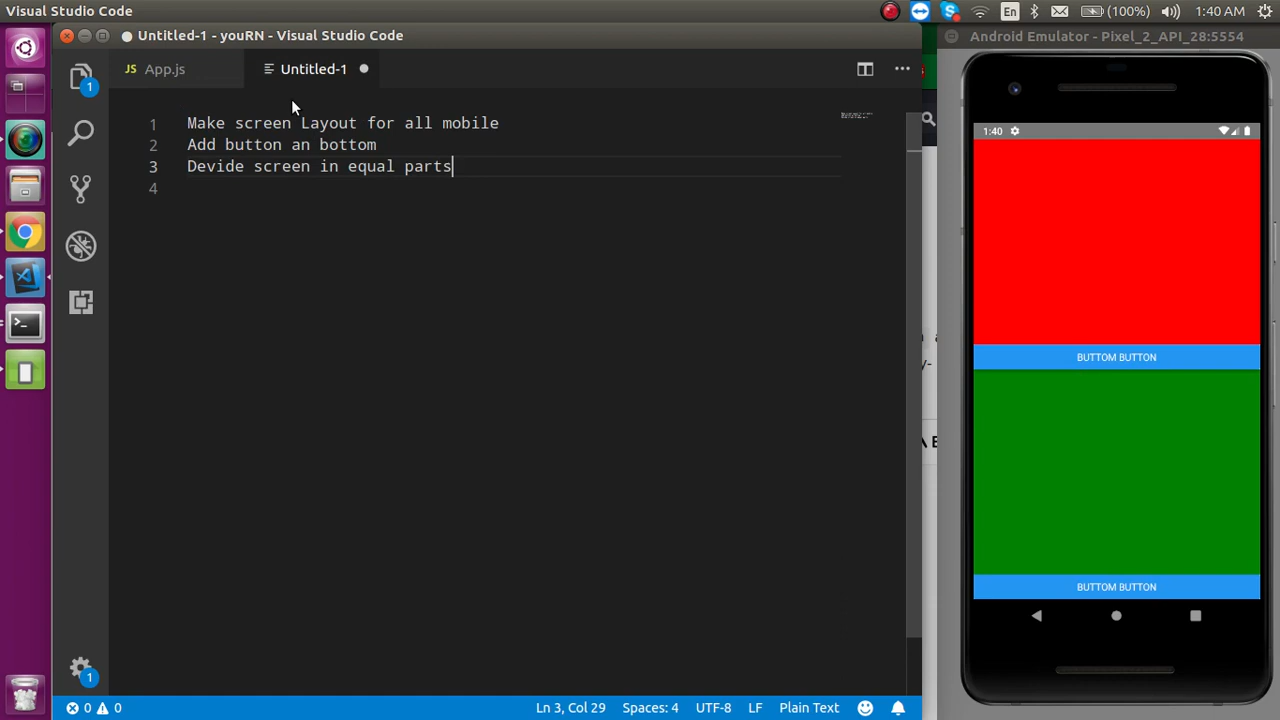 Visual Studio Code
En
(100%)
1:40 AM
Untitled-1 - youRN - Visual Studio Code
Android Emulator - Pixel_2_API_28:5554
JS App.js
Untitled-1
1
1 Make screen Layout for all mobile
2 Add button an bottom
3 Devide screen in equal parts
4
1:40
BUTTOM BUTTON
BUTTOM BUTTON
1
0 0
Ln 3, Col 29
Spaces: 4
UTF-8
LF
Plain Text